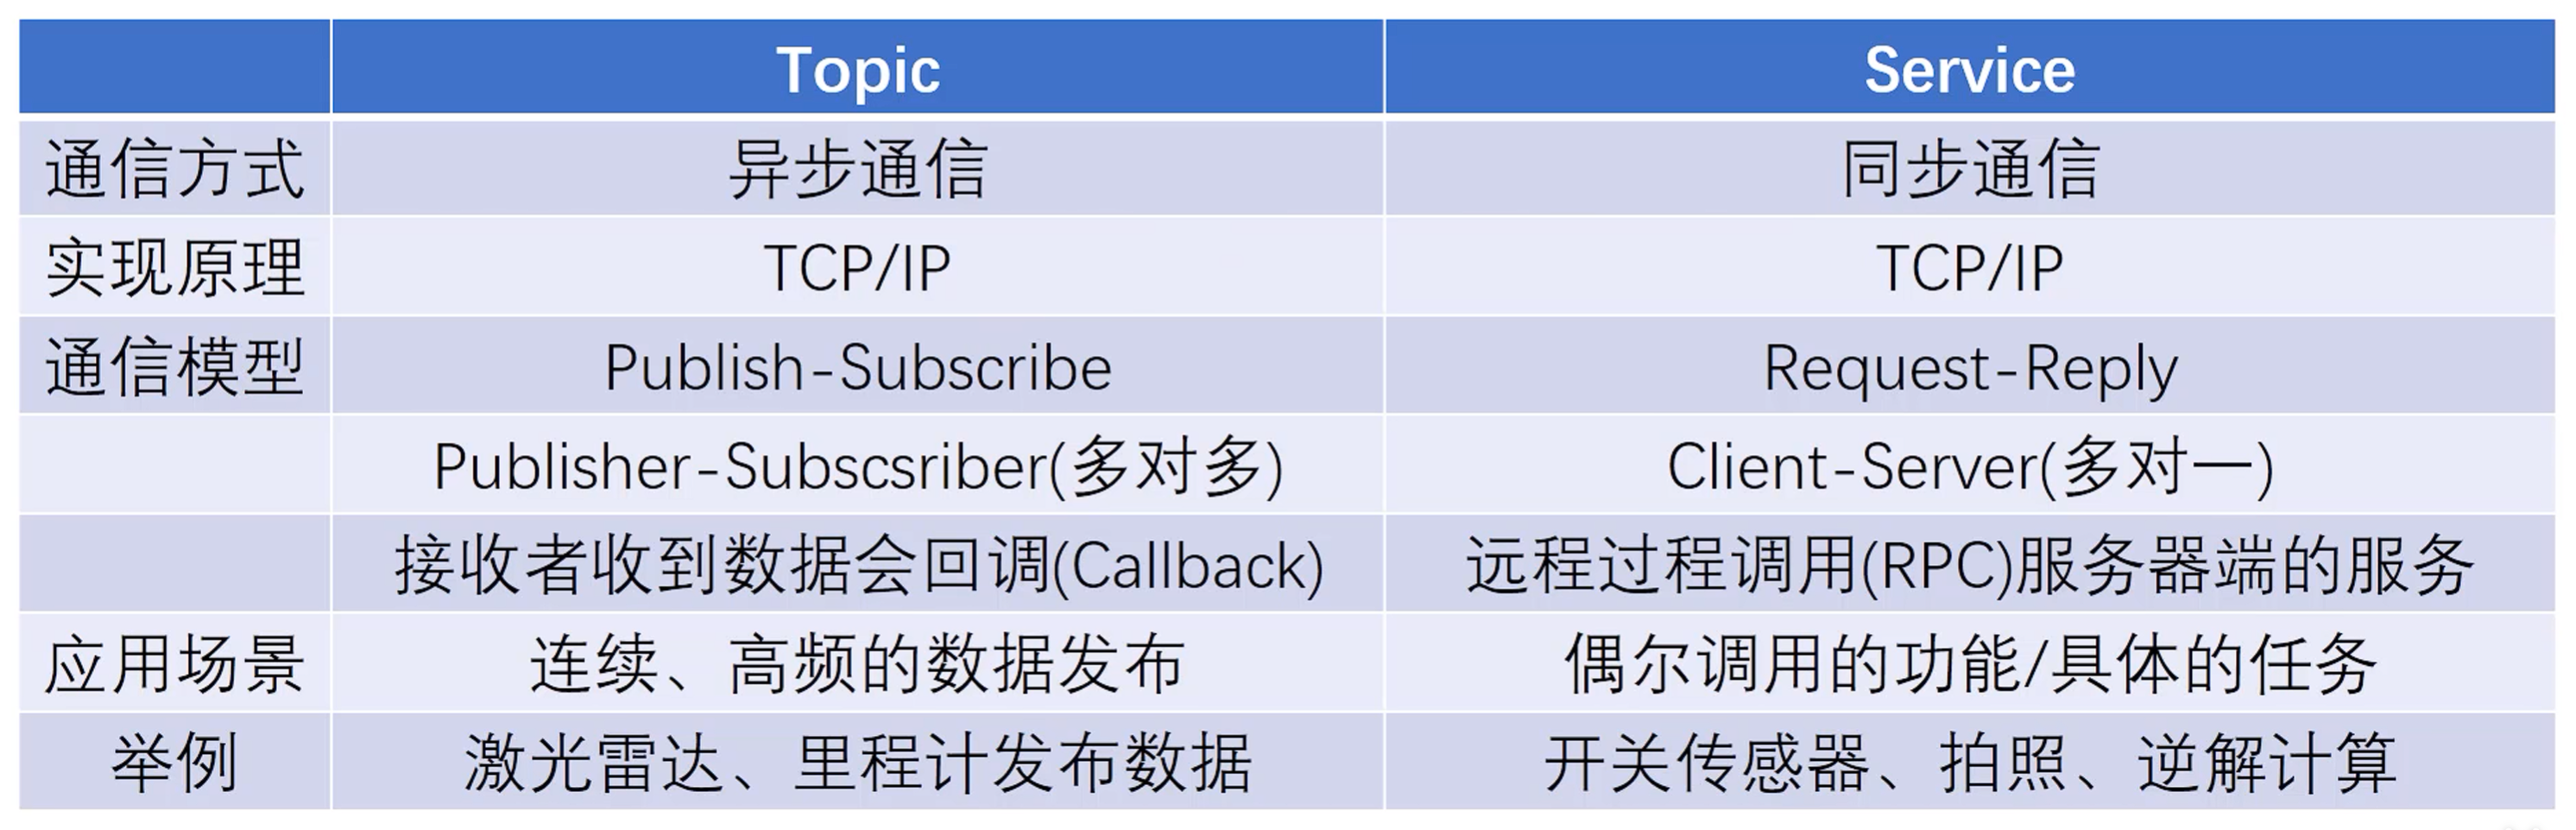 Topic Service
通信方式 异步通信 同步通信
实现原理 TCP/IP TCP/IP
通信模型 Publish-Subscribe Request-Reply
Publisher-Subscsriber(多对多) Client-Server(多对一)
接收者收到数据会回调(Callback) 远程过程调用(RPC)服务器端的服务
应用场景 连续、高频的数据发布 偶尔调用的功能/具体的任务
举例 激光雷达、里程计发布数据 开关传感器、拍照、逆解计算